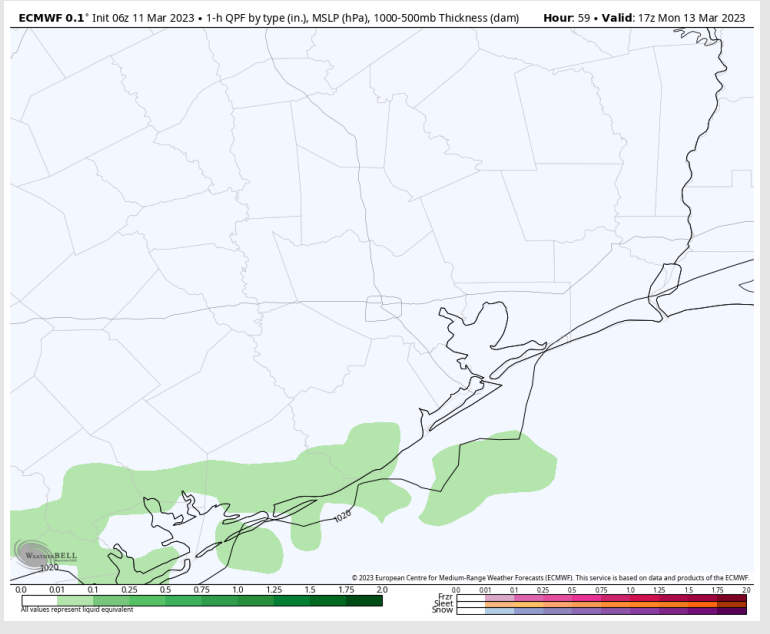 ECMWF 0.1° Init 06z 11 Mar 2023 • 1-h QPF by type (in.), MSLP (hPa), 1000-500mb Thickness (dam) Hour: 59 • Valid: 17z Mon 13 Mar 2023
1020
WEATHERBELL
1020
© 2023 European Centre for Medium-Range Weather Forecasts (ECMWF). This service is based on data and products of the ECMWF.
0.0 0.01 0.1 0.25 0.5 0.75 1.0 1.25 1.5 1.75 2.0
All values represent liquid equivalent
0.0 0.01 0.1 0.25 0.5 0.75 1.0 1.25 1.5 1.75 2.0
Frzr
Sleet
Snow